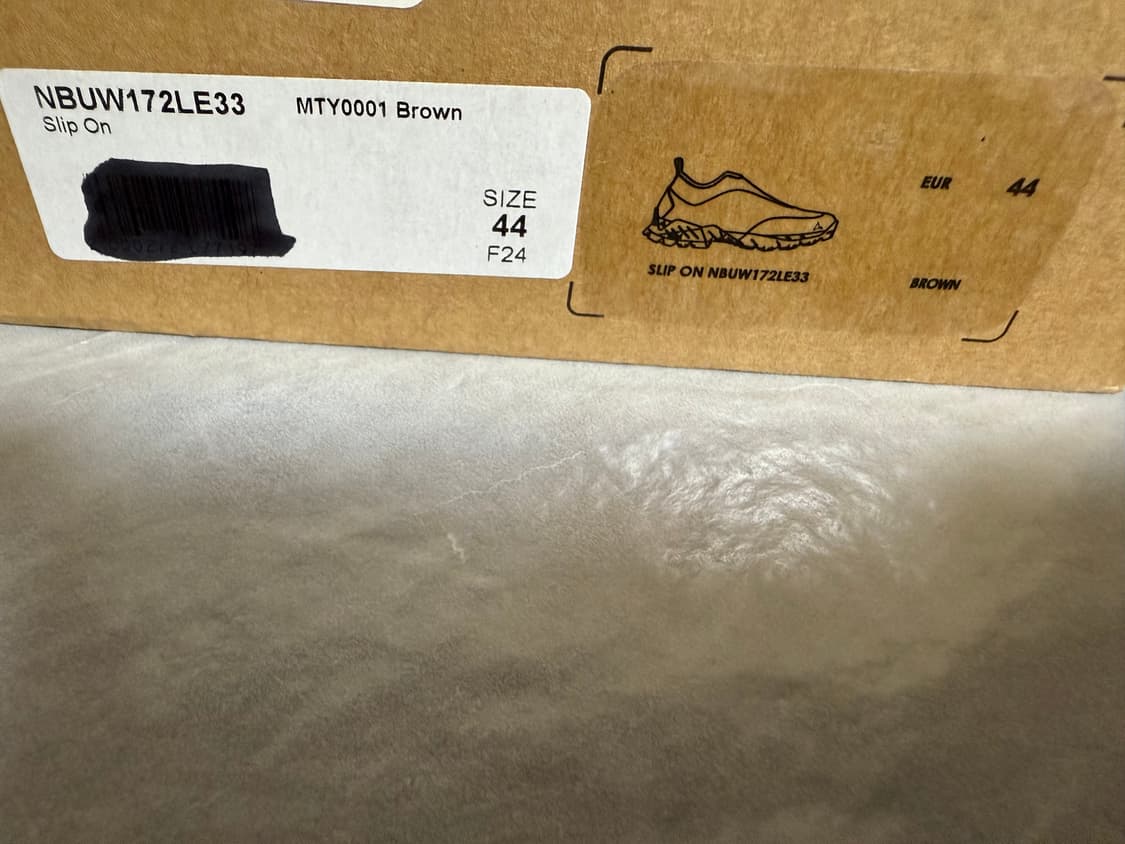 NBUW172LE33 MTY0001 Brown
Slip On
SIZE
44
F24
EUR 44
SLIP ON NBUW172LE33 BROWN